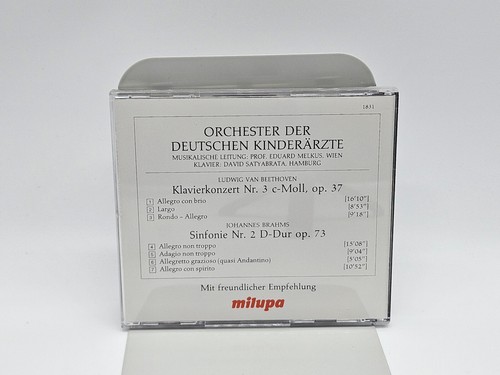 1831
ORCHESTER DER
DEUTSCHEN KINDERÄRZTE
MUSIKALISCHE LEITUNG: PROF. EDUARD MELKUS, WIEN
KLAVIER: DAVID SATYABRATA, HAMBURG
LUDWIG VAN BEETHOVEN
Klavierkonzert Nr. 3 c-Moll, op. 37
1 Allegro con brio [16'10"]
2 Largo [8'53"]
3 Rondo – Allegro [9'18"]
JOHANNES BRAHMS
Sinfonie Nr. 2 D-Dur op. 73
4 Allegro non troppo [15'08"]
5 Adagio non troppo [9'04"]
6 Allegretto grazioso (quasi Andantino) [5'05"]
7 Allegro con spirito [10'52"]
Mit freundlicher Empfehlung
milupa